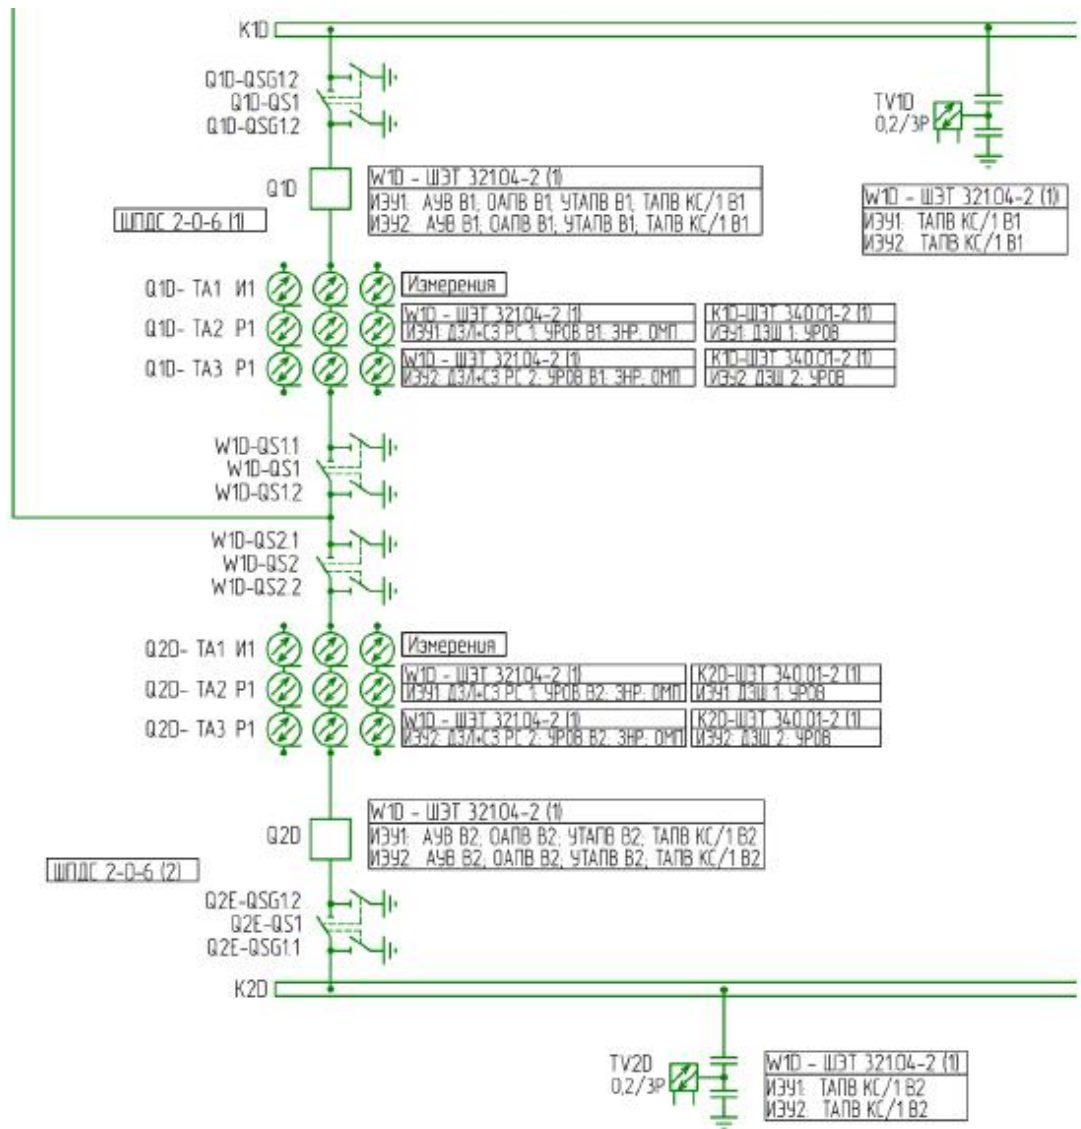 K1D
Q1D-QSG1.2
Q1D-QS1
Q1D-QSG1.2
TV1D
0,2/3Р
Q1D
W1D - ШЭТ 321.04-2 (1)
ИЭУ1: АУВ В1; ОАПВ В1; УТАПВ В1; ТАПВ КС/1 В1
ИЭУ2: АУВ В1; ОАПВ В1; УТАПВ В1; ТАПВ КС/1 В1
W1D - ШЭТ 321.04-2 (1)
ИЭУ1: ТАПВ КС/1 В1
ИЭУ2: ТАПВ КС/1 В1
ШПДС 2-0-6 (1)
Q1D- TA1 И1
Измерения
Q1D- TA2 Р1
W1D - ШЭТ 321.04-2 (1)
ИЭУ1: ДЗЛ+СЗ РС 1; УРОВ В1; ЗНР; ОМП
K1D-ШЭТ 340.01-2 (1)
ИЭУ1: ДЗШ 1; УРОВ
Q1D- TA3 Р1
W1D - ШЭТ 321.04-2 (1)
ИЭУ2: ДЗЛ+СЗ РС 2; УРОВ В1; ЗНР; ОМП
K1D-ШЭТ 340.01-2 (1)
ИЭУ2: ДЗШ 2; УРОВ
W1D-QS1.1
W1D-QS1
W1D-QS1.2
W1D-QS2.1
W1D-QS2
W1D-QS2.2
Q2D- TA1 И1
Измерения
Q2D- TA2 Р1
W1D - ШЭТ 321.04-2 (1)
ИЭУ1: ДЗЛ+СЗ РС 1; УРОВ В2; ЗНР; ОМП
K2D-ШЭТ 340.01-2 (1)
ИЭУ1: ДЗШ 1; УРОВ
Q2D- TA3 Р1
W1D - ШЭТ 321.04-2 (1)
ИЭУ2: ДЗЛ+СЗ РС 2; УРОВ В2; ЗНР; ОМП
K2D-ШЭТ 340.01-2 (1)
ИЭУ2: ДЗШ 2; УРОВ
Q2D
W1D - ШЭТ 321.04-2 (1)
ИЭУ1: АУВ В2; ОАПВ В2; УТАПВ В2; ТАПВ КС/1 В2
ИЭУ2: АУВ В2; ОАПВ В2; УТАПВ В2; ТАПВ КС/1 В2
ШПДС 2-0-6 (2)
Q2E-QSG1.2
Q2E-QS1
Q2E-QSG1.1
K2D
TV2D
0,2/3Р
W1D - ШЭТ 321.04-2 (1)
ИЭУ1: ТАПВ КС/1 В2
ИЭУ2: ТАПВ КС/1 В2